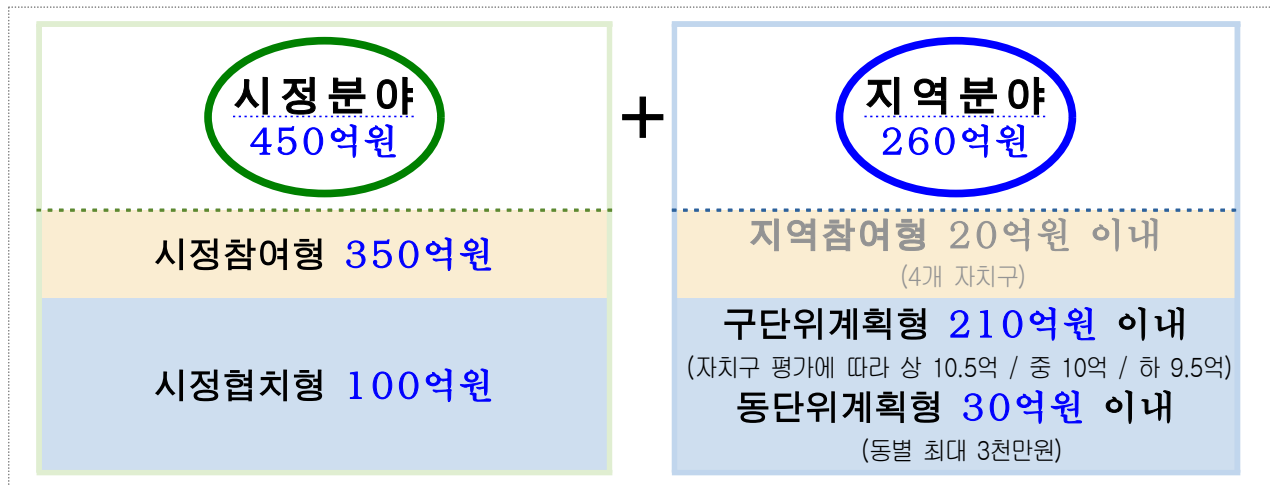 시정분야
450억원
시정참여형 350억원
시정협치형 100억원
+
지역분야
260억원
지역참여형 20억원 이내
(4개 자치구)
구단위계획형 210억원 이내
(자치구 평가에 따라 상 10.5억 / 중 10억 / 하 9.5억)
동단위계획형 30억원 이내
(동별 최대 3천만원)